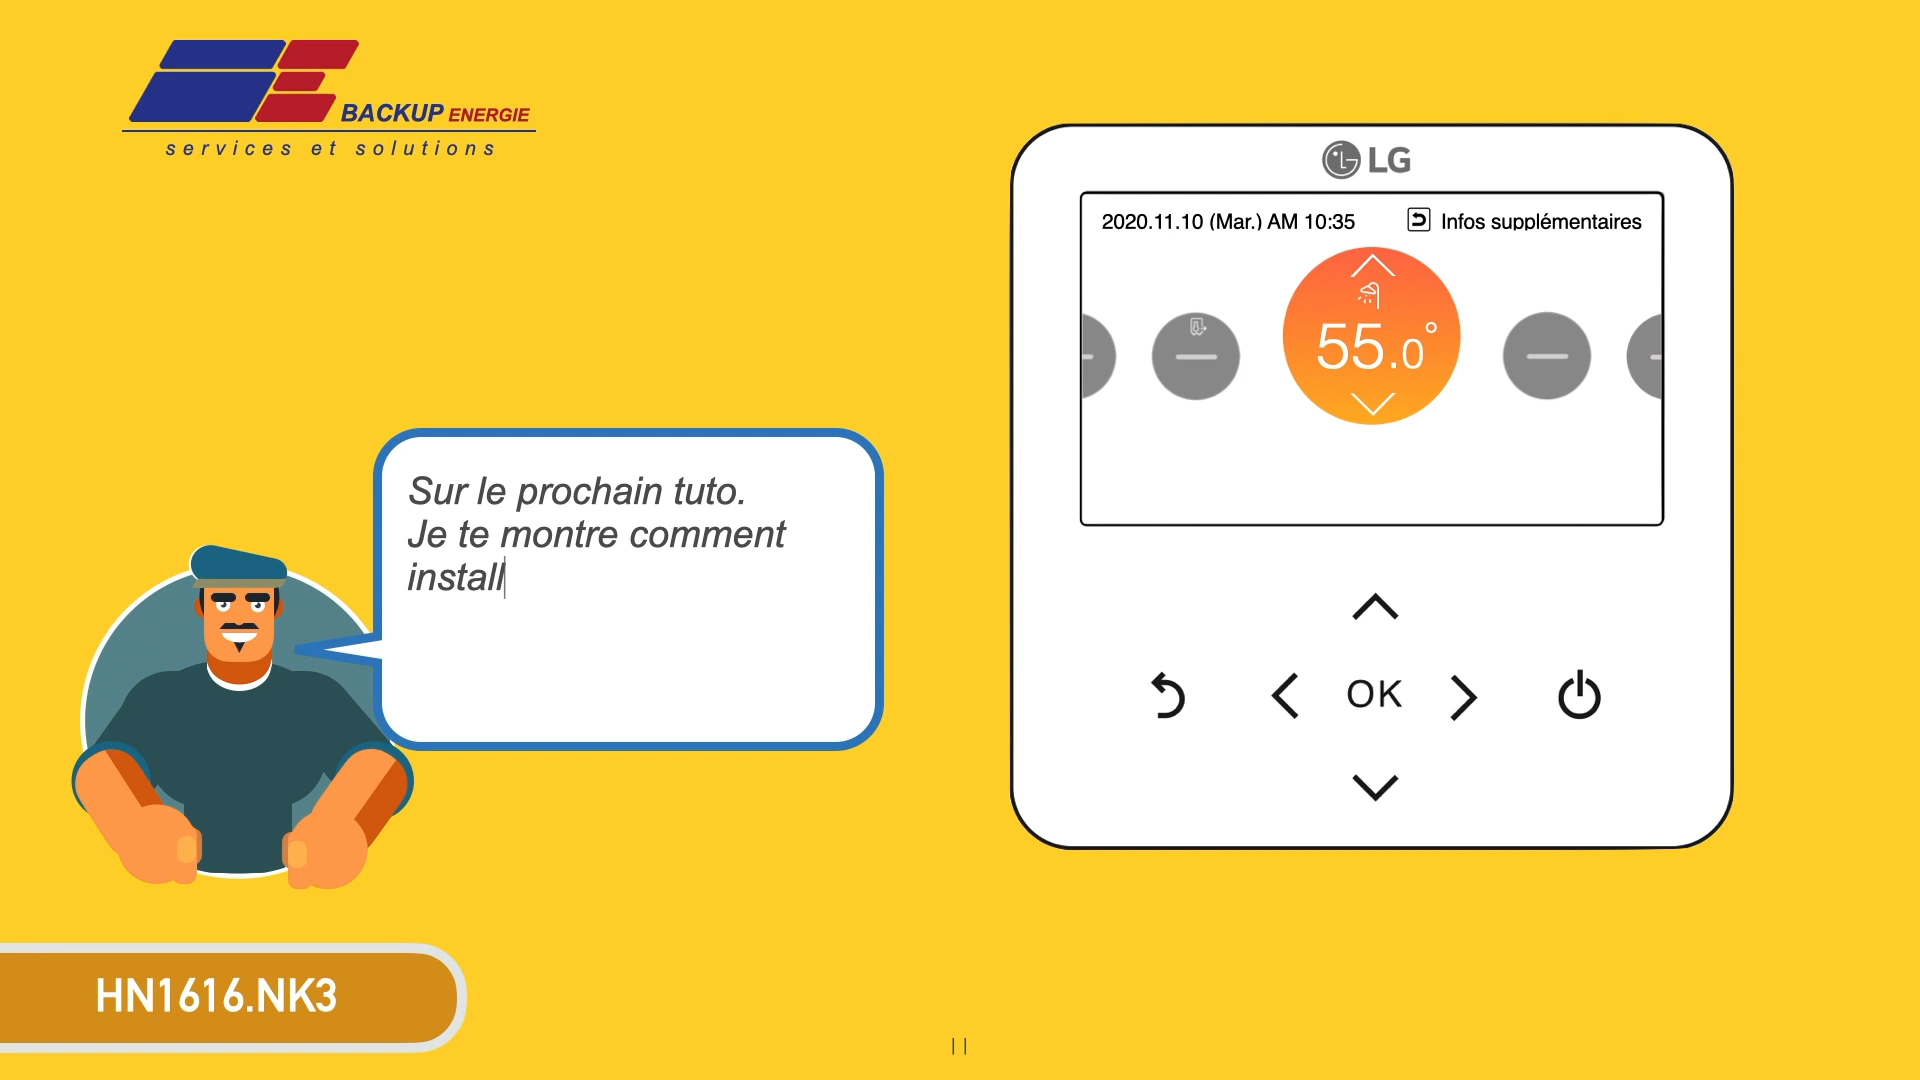 BACKUP ENERGIE
services et solutions
LG
2020.11.10 (Mar.) AM 10:35
Infos supplémentaires
55.0°
Sur le prochain tuto.
Je te montre comment
install
OK
HN1616.NK3